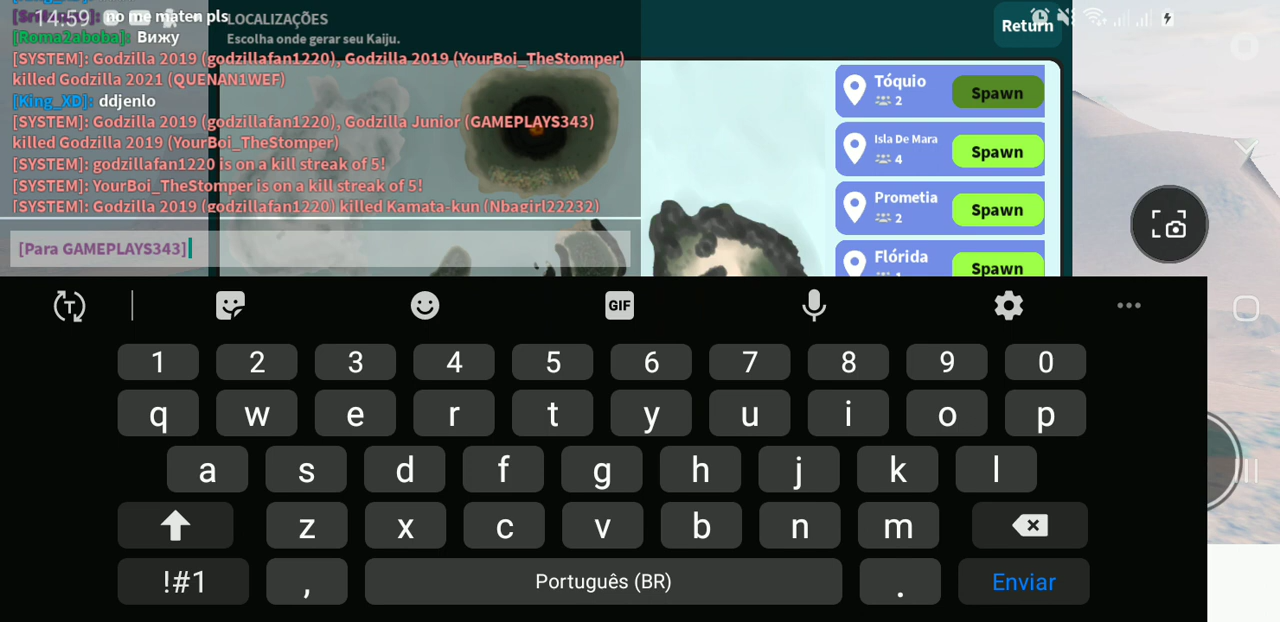 no me maten pls
14:59
[Roma2aboba]: Вижу
[SYSTEM]: Godzilla 2019 (godzillafan1220), Godzilla 2019 (YourBoi_TheStomper)
killed Godzilla 2021 (QUENAN1WEF)
[King_XD]: ddjenlo
[SYSTEM]: Godzilla 2019 (godzillafan1220), Godzilla Junior (GAMEPLAYS343)
killed Godzilla 2019 (YourBoi_TheStomper)
[SYSTEM]: godzillafan1220 is on a kill streak of 5!
[SYSTEM]: YourBoi_TheStomper is on a kill streak of 5!
[SYSTEM]: Godzilla 2019 (godzillafan1220) killed Kamata-kun (Nbagirl22232)
[Para GAMEPLAYS343]
LOCALIZAÇÕES
Escolha onde gerar seu Kaiju.
Return
Tóquio
2
Spawn
Isla De Mara
4
Spawn
Prometia
2
Spawn
Flórida
Spawn
T
GIF
1 2 3 4 5 6 7 8 9 0
q w e r t y u i o p
a s d f g h j k l
z x c v b n m
!#1 , Português (BR) . Enviar